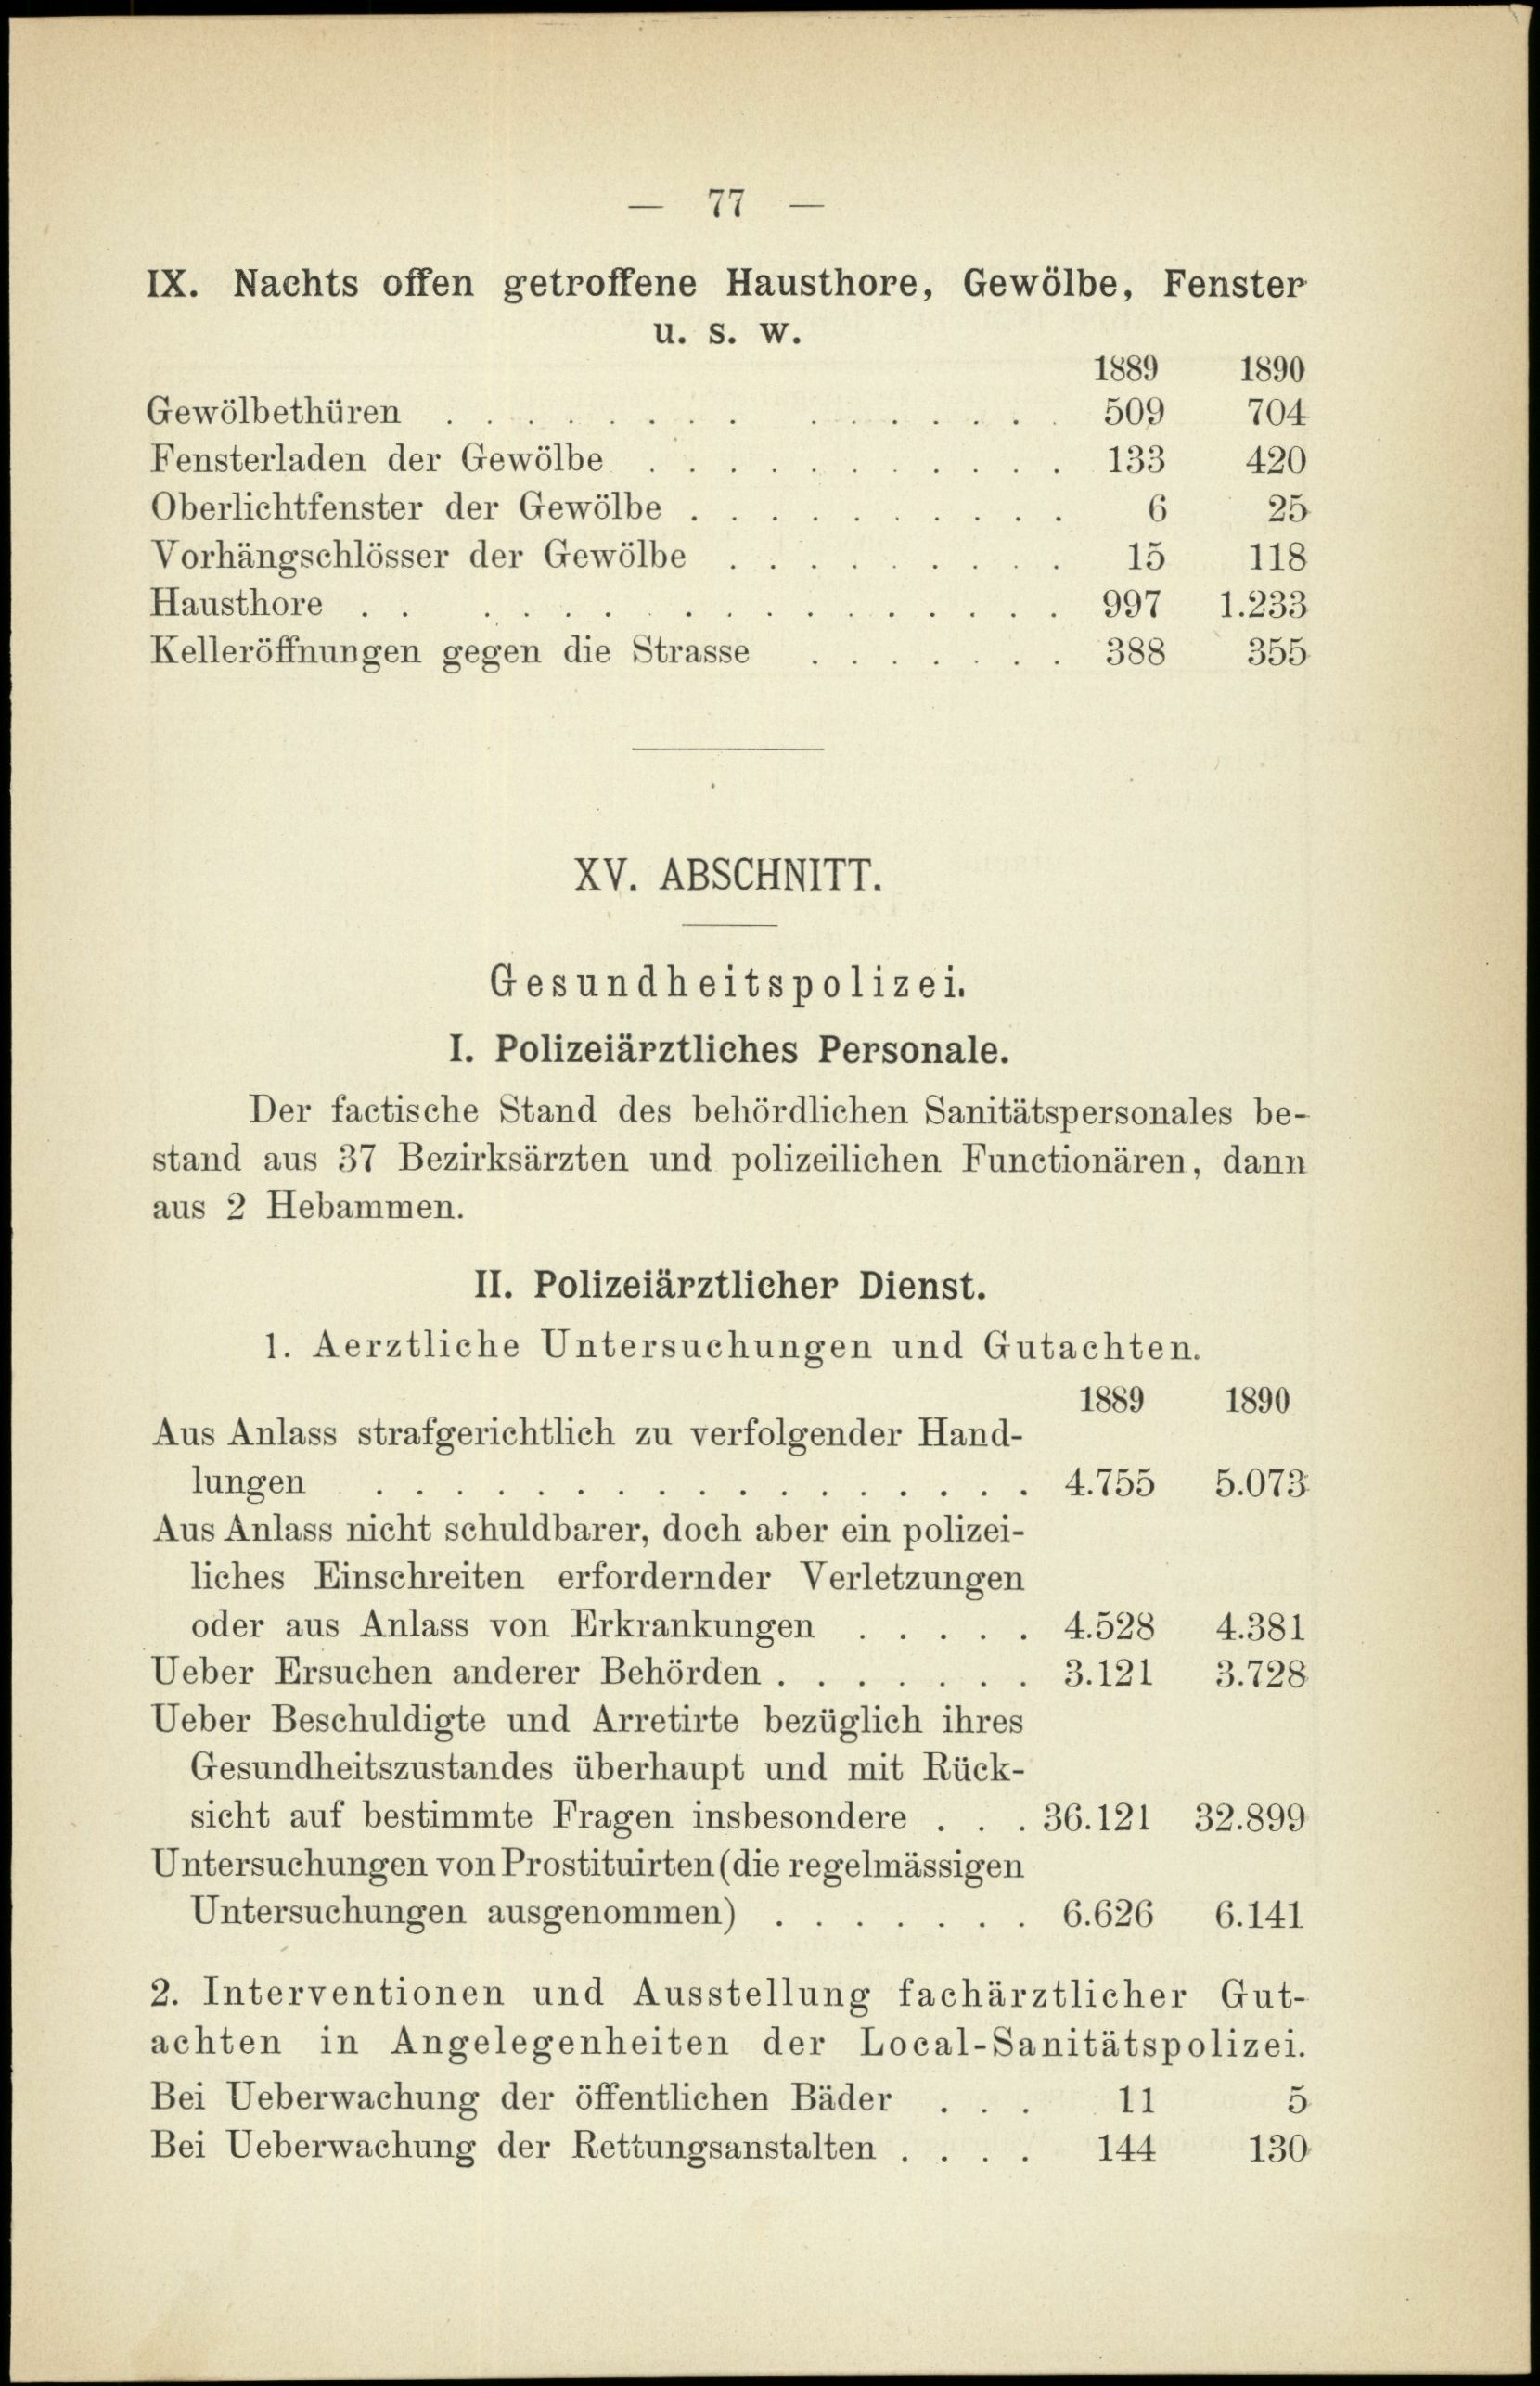 — 77 —
IX. Nachts offen getroffene Hausthore, Gewölbe, Fenster
u. s. w.
1889 1890
Gewölbethüren . . . . . . . . . . . . . . 509 704
Fensterladen der Gewölbe . . . . . . . . . . . 133 420
Oberlichtfenster der Gewölbe . . . . . . . . . . 6 25
Vorhängschlösser der Gewölbe . . . . . . . . . 15 118
Hausthore . . . . . . . . . . . . . . . . . 997 1.233
Kelleröffnungen gegen die Strasse . . . . . . . 388 355
XV. ABSCHNITT.
Gesundheitspolizei.
I. Polizeiärztliches Personale.
Der factische Stand des behördlichen Sanitätspersonales be-
stand aus 37 Bezirksärzten und polizeilichen Functionären, dann
aus 2 Hebammen.
II. Polizeiärztlicher Dienst.
1. Aerztliche Untersuchungen und Gutachten.
1889 1890
Aus Anlass strafgerichtlich zu verfolgender Hand-
lungen . . . . . . . . . . . . . . . . . 4.755 5.073
Aus Anlass nicht schuldbarer, doch aber ein polizei-
liches Einschreiten erfordernder Verletzungen
oder aus Anlass von Erkrankungen . . . . . 4.528 4.381
Ueber Ersuchen anderer Behörden . . . . . . . 3.121 3.728
Ueber Beschuldigte und Arretirte bezüglich ihres
Gesundheitszustandes überhaupt und mit Rück-
sicht auf bestimmte Fragen insbesondere . . . 36.121 32.899
Untersuchungen von Prostituirten (die regelmässigen
Untersuchungen ausgenommen) . . . . . . . 6.626 6.141
2. Interventionen und Ausstellung fachärztlicher Gut-
achten in Angelegenheiten der Local-Sanitätspolizei.
Bei Ueberwachung der öffentlichen Bäder . . . 11 5
Bei Ueberwachung der Rettungsanstalten . . . . 144 130